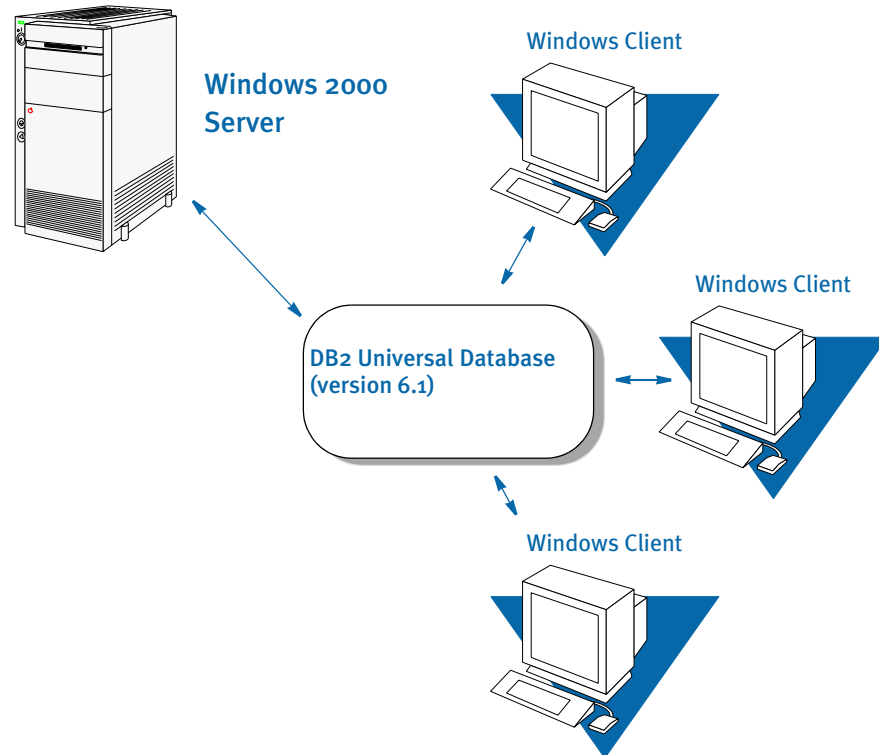 Windows Client
Windows 2000
Server
Windows Client
DB2 Universal Database
(version 6.1)
Windows Client